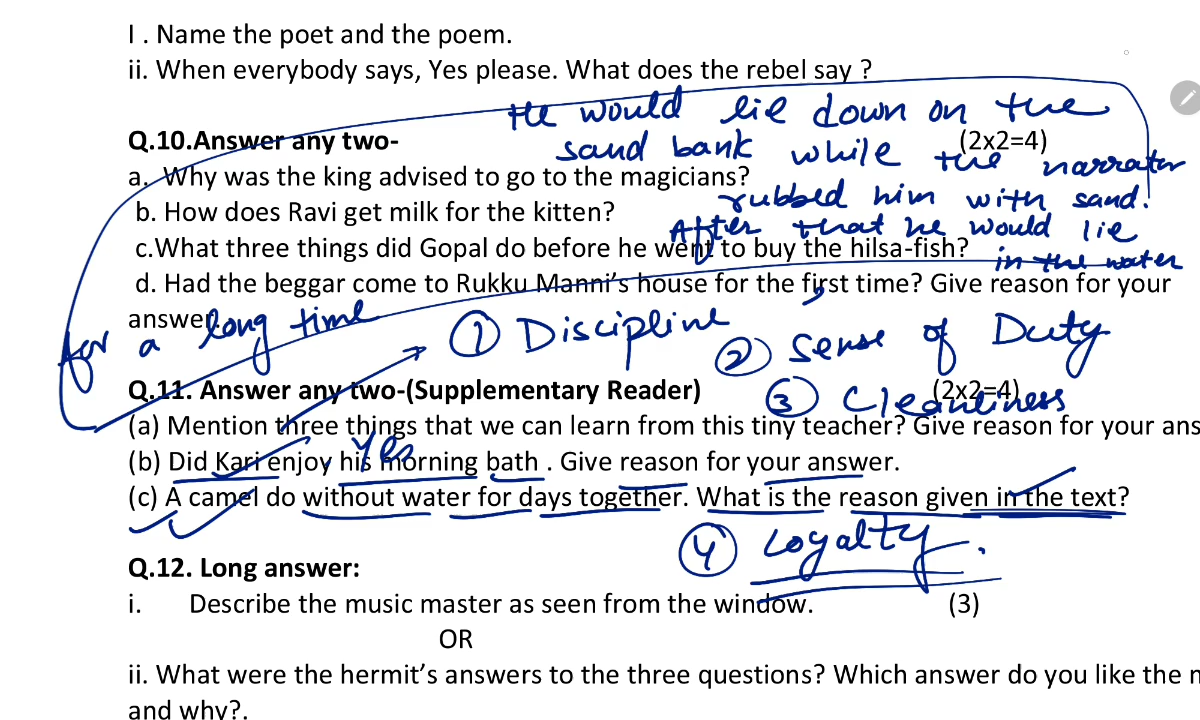 I . Name the poet and the poem.
ii. When everybody says, Yes please. What does the rebel say ?
He would lie down on the
Q.10.Answer any two- (2x2=4)
sand bank while the narrater
a. Why was the king advised to go to the magicians?
rubbed him with sand.
b. How does Ravi get milk for the kitten?
After that he would lie
c.What three things did Gopal do before he went to buy the hilsa-fish?
in the water
d. Had the beggar come to Rukku Manni's house for the first time? Give reason for your
answer.
for a long time
① Discipline
② Sense of Duty
Q.11. Answer any two-(Supplementary Reader) (2x2=4)
③ Cleanliness
(a) Mention three things that we can learn from this tiny teacher? Give reason for your ans
Yes
(b) Did Kari enjoy his morning bath . Give reason for your answer.
(c) A camel do without water for days together. What is the reason given in the text?
④ Loyalty.
Q.12. Long answer:
i. Describe the music master as seen from the window. (3)
OR
ii. What were the hermit's answers to the three questions? Which answer do you like the
and why?.